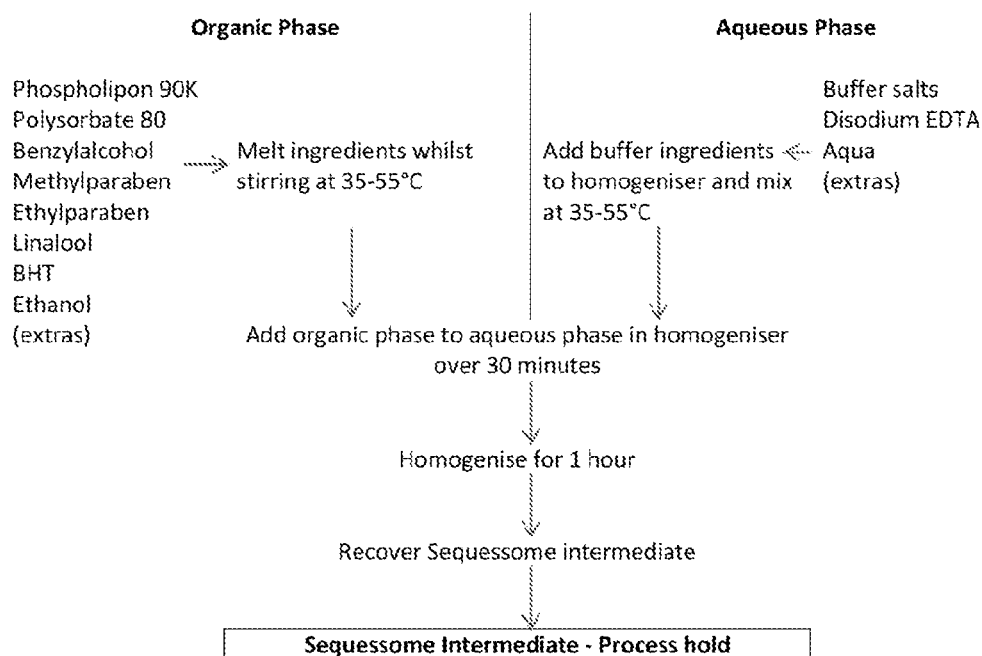 Organic Phase
Aqueous Phase
Phospholipon 90K
Polysorbate 80
Benzylalcohol
Methylparaben
Ethylparaben
Linalool
BHT
Ethanol
(extras)
Melt ingredients whilst
stirring at 35-55°C
Buffer salts
Disodium EDTA
Aqua
(extras)
Add buffer ingredients
to homogeniser and mix
at 35-55°C
Add organic phase to aqueous phase in homogeniser
over 30 minutes
Homogenise for 1 hour
Recover Sequessome intermediate
Sequessome Intermediate - Process hold